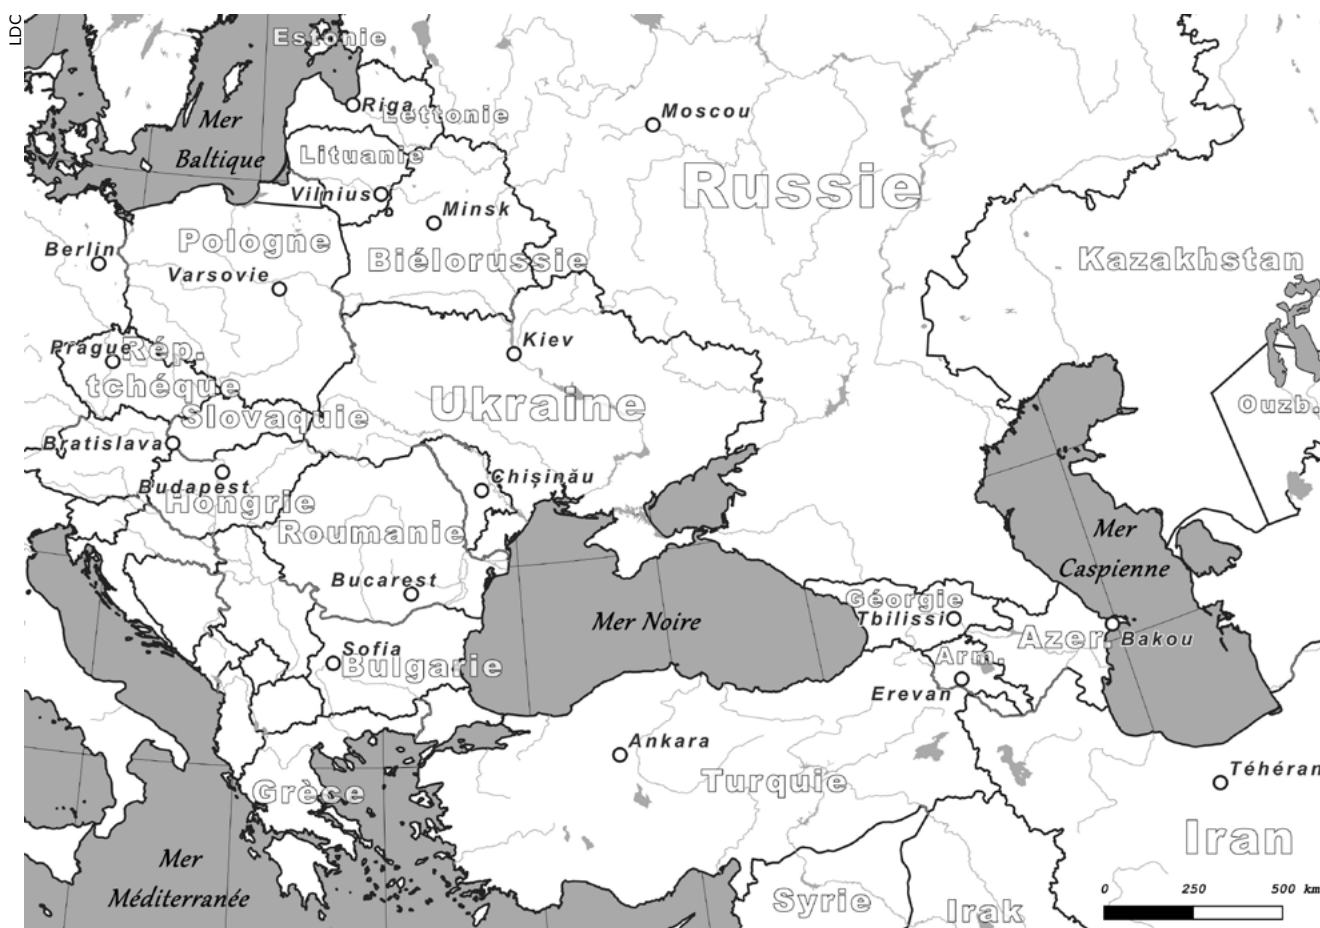 LDC
Estonie
Riga
Lettonie
Moscou
Mer
Baltique
Lituanie
Vilnius
Minsk
Russie
Pologne
Berlin
Varsovie
Biélorussie
Kazakhstan
Prague
Rép.
tchéque
Kiev
Ukraine
Ouzb.
Slovaquie
Bratislava
Budapest
Hongrie
Chișinău
Roumanie
Mer
Caspienne
Bucarest
Mer Noire
Géorgie
Tbilissi
Azer.
Bakou
Sofia
Bulgarie
Arm.
Erevan
Ankara
Turquie
Téhéran
Grèce
Iran
Mer
Méditerranée
Syrie
Irak
0 250 500 km